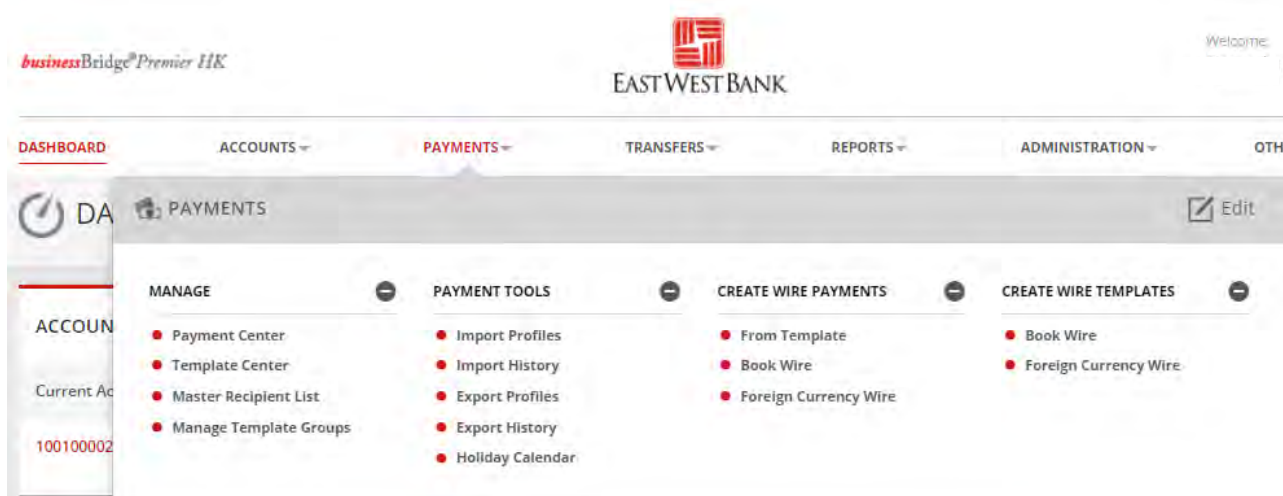 businessBridge® Premier HK
EAST WEST BANK
Welcome
DASHBOARD ACCOUNTS PAYMENTS TRANSFERS REPORTS ADMINISTRATION OTH
DA PAYMENTS Edit
MANAGE PAYMENT TOOLS CREATE WIRE PAYMENTS CREATE WIRE TEMPLATES
ACCOUN Payment Center Import Profiles From Template Book Wire
Template Center Import History Book Wire Foreign Currency Wire
Current Ac Master Recipient List Export Profiles Foreign Currency Wire
Manage Template Groups Export History
100100002 Holiday Calendar